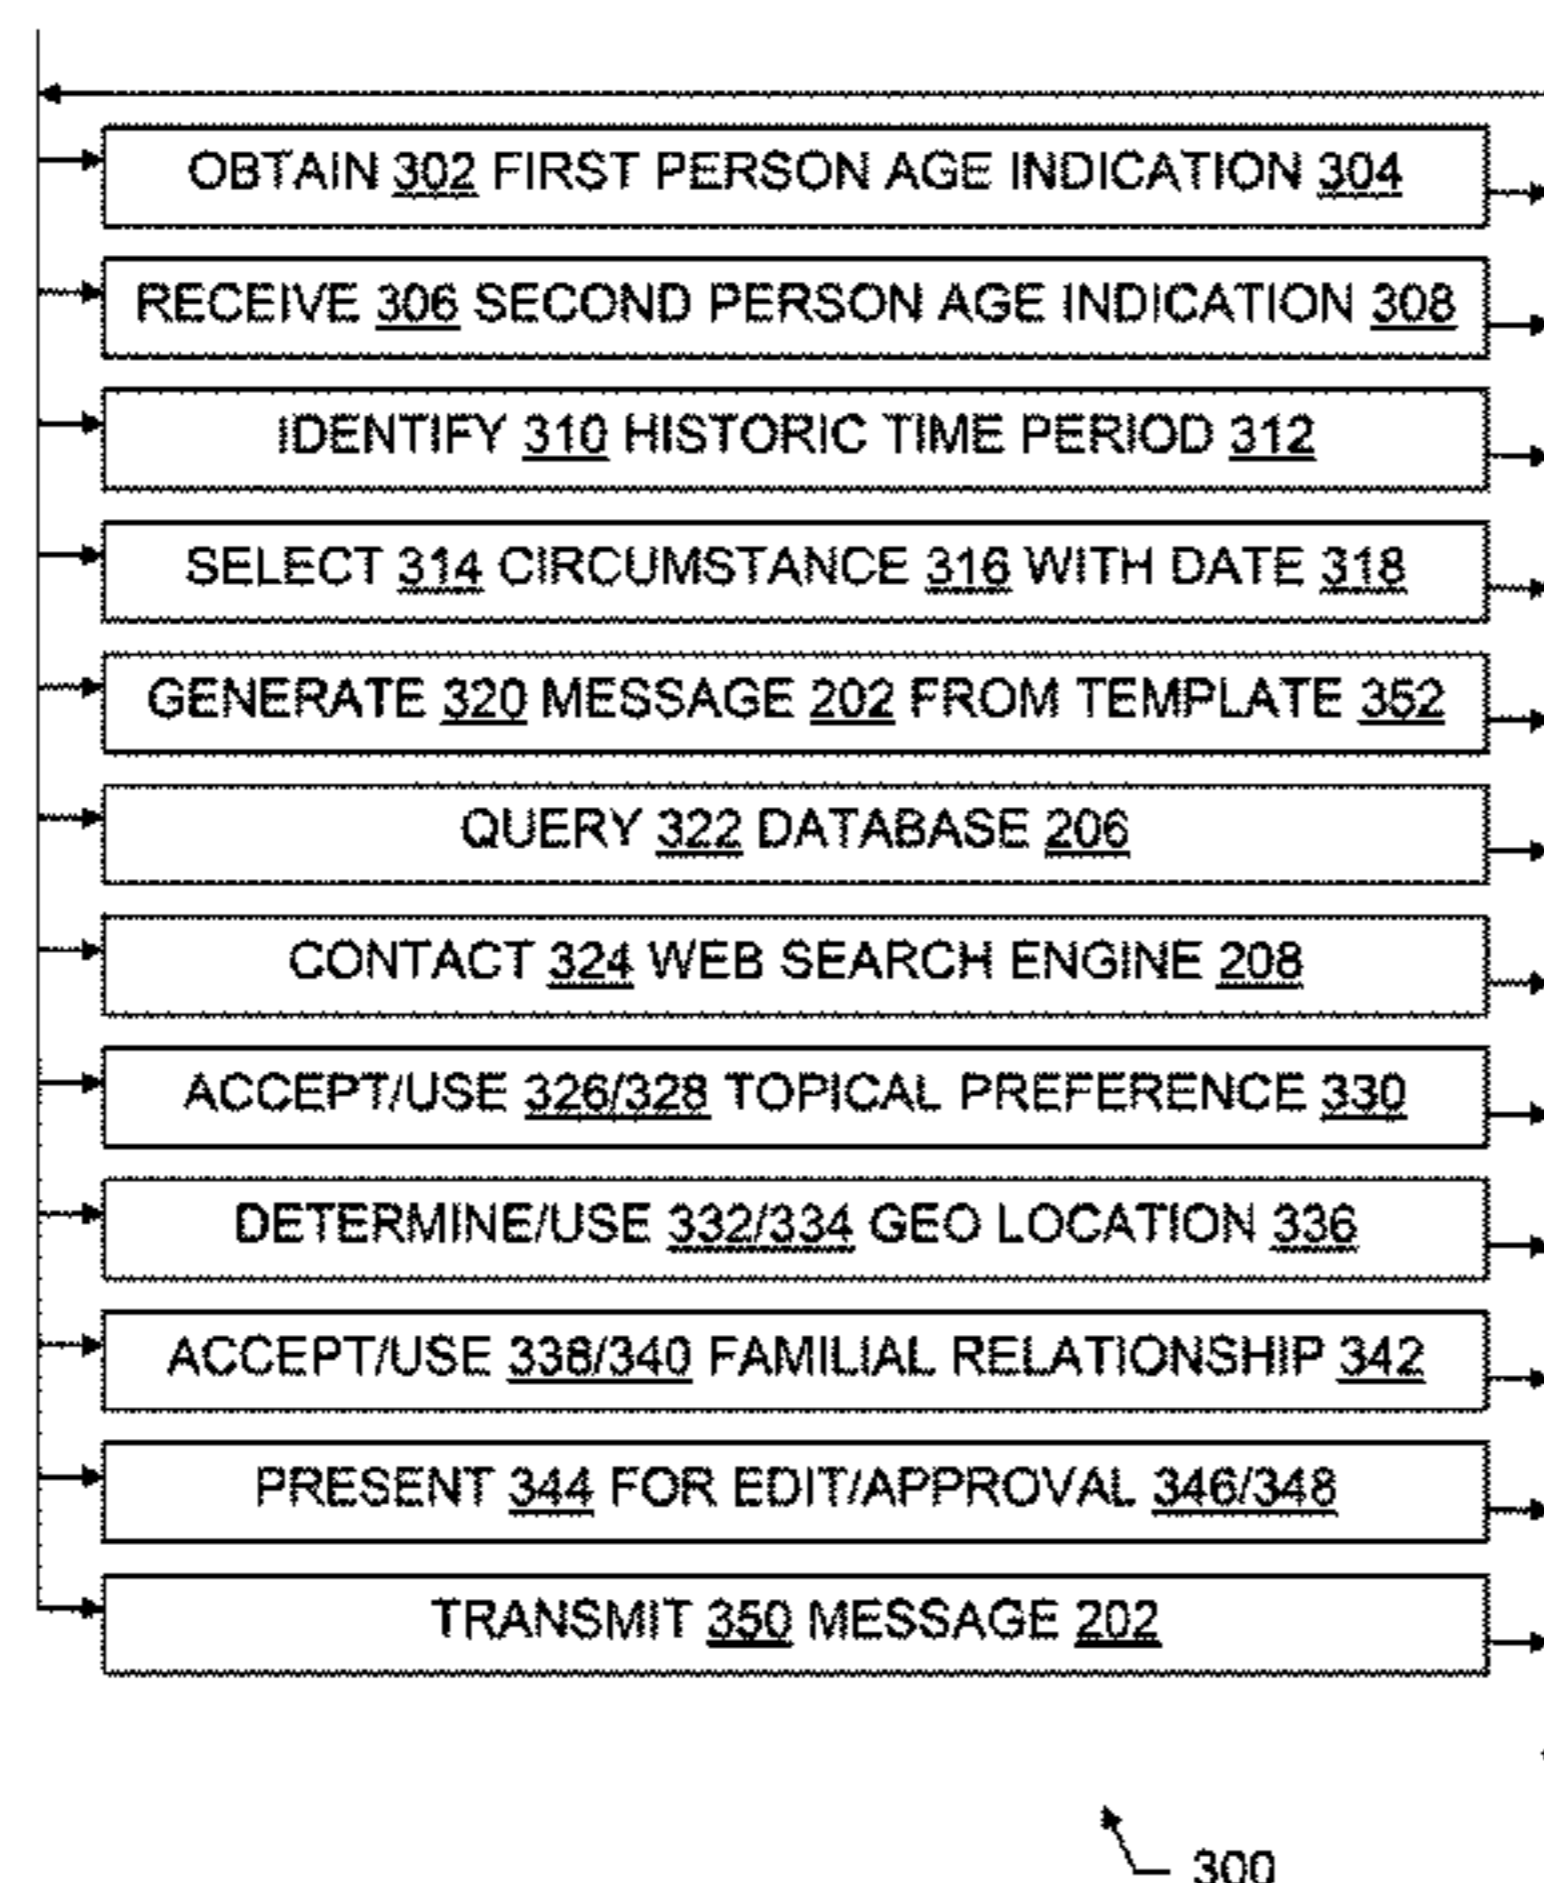 OBTAIN 302 FIRST PERSON AGE INDICATION 304
RECEIVE 306 SECOND PERSON AGE INDICATION 308
IDENTIFY 310 HISTORIC TIME PERIOD 312
SELECT 314 CIRCUMSTANCE 316 WITH DATE 318
GENERATE 320 MESSAGE 202 FROM TEMPLATE 352
QUERY 322 DATABASE 206
CONTACT 324 WEB SEARCH ENGINE 208
ACCEPT/USE 326/328 TOPICAL PREFERENCE 330
DETERMINE/USE 332/334 GEO LOCATION 336
ACCEPT/USE 338/340 FAMILIAL RELATIONSHIP 342
PRESENT 344 FOR EDIT/APPROVAL 346/348
TRANSMIT 350 MESSAGE 202
300